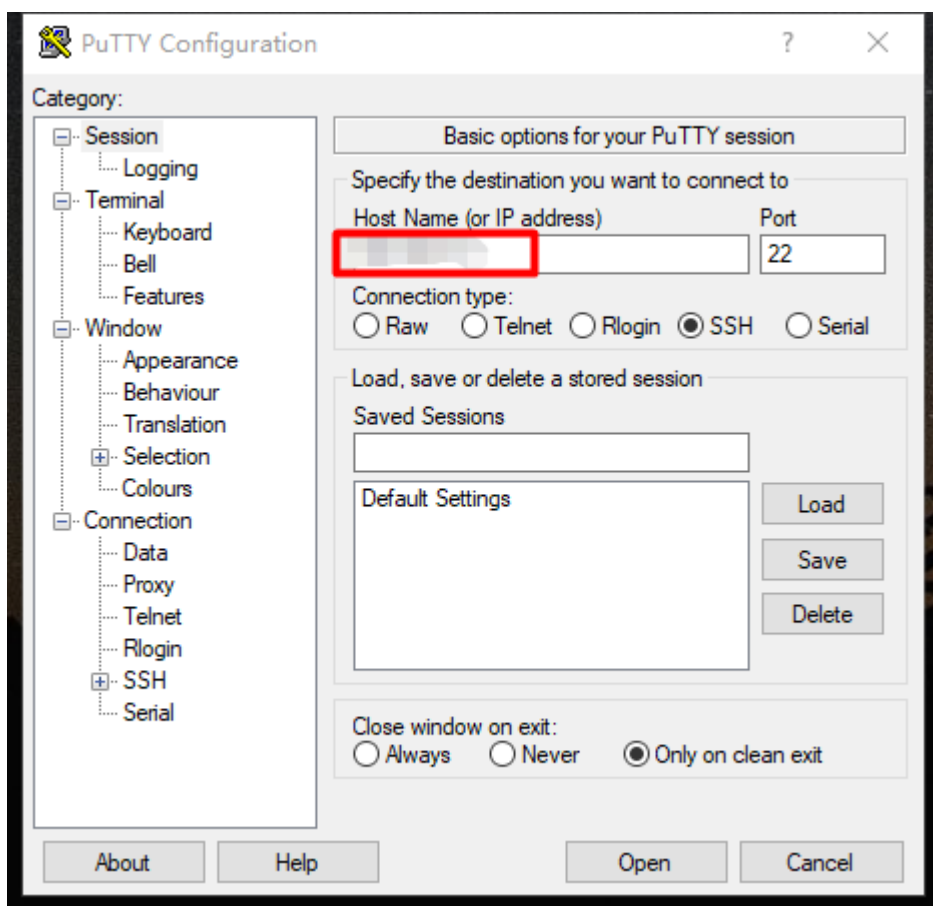 PuTTY Configuration
Category:
Session
Logging
Terminal
Keyboard
Bell
Features
Window
Appearance
Behaviour
Translation
Selection
Colours
Connection
Data
Proxy
Telnet
Rlogin
SSH
Serial
Basic options for your PuTTY session
Specify the destination you want to connect to
Host Name (or IP address) Port
22
Connection type:
Raw Telnet Rlogin SSH Serial
Load, save or delete a stored session
Saved Sessions
Default Settings
Load
Save
Delete
Close window on exit:
Always Never Only on clean exit
About Help Open Cancel